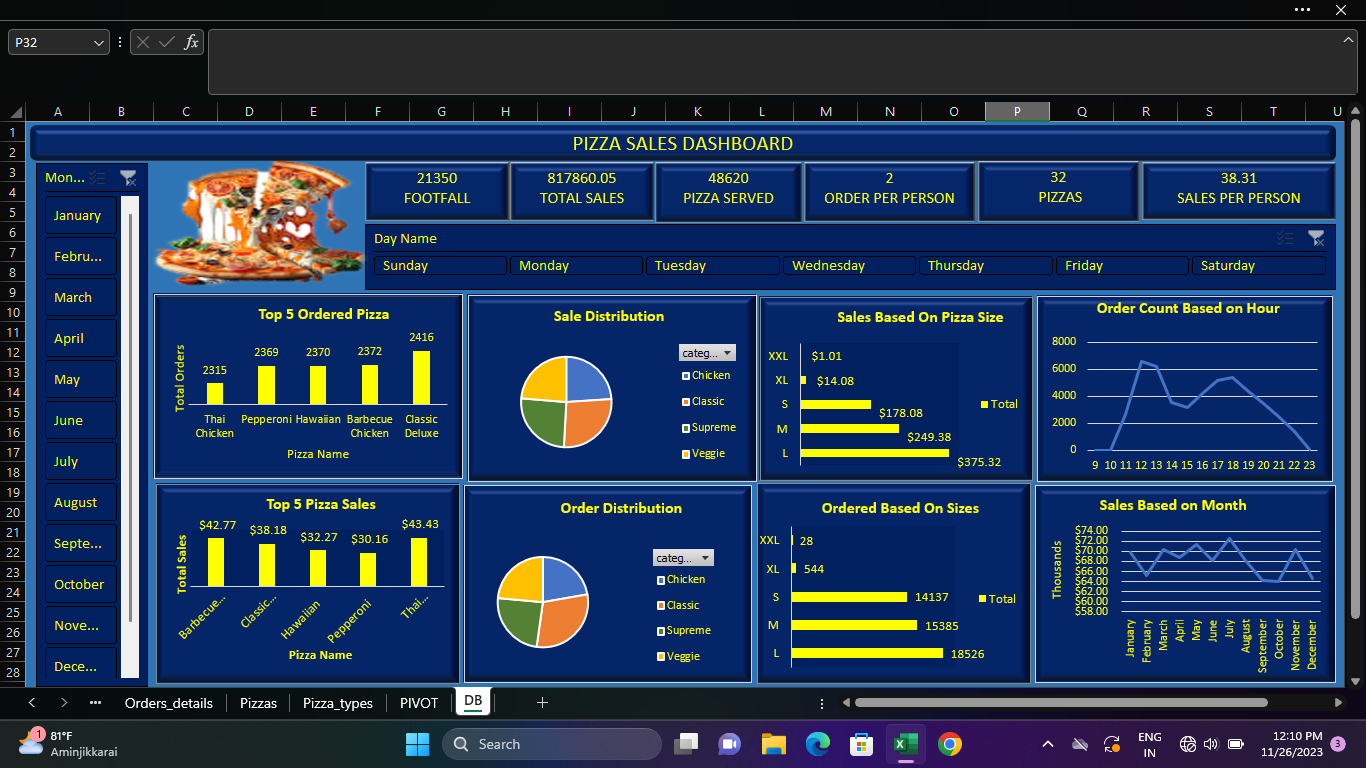 P32
fx
A B C D E F G H I J K L M N O P Q R S T U
1
2
3
4
5
6
7
8
9
10
11
12
13
14
15
16
17
18
19
20
21
22
23
24
25
26
27
28
PIZZA SALES DASHBOARD
Mon...
January
Febru...
March
April
May
June
July
August
Septe...
October
Nove...
Dece...
21350
FOOTFALL
817860.05
TOTAL SALES
48620
PIZZA SERVED
2
ORDER PER PERSON
32
PIZZAS
38.31
SALES PER PERSON
Day Name
Sunday Monday Tuesday Wednesday Thursday Friday Saturday
Top 5 Ordered Pizza
Total Orders
2315 2369 2370 2372 2416
Thai Chicken Pepperoni Hawaiian Barbecue Chicken Classic Deluxe
Pizza Name
Sale Distribution
categ...
Chicken
Classic
Supreme
Veggie
Sales Based On Pizza Size
XXL $1.01
XL $14.08
S $178.08
M $249.38
L $375.32
Total
Order Count Based on Hour
8000
6000
4000
2000
0
9 10 11 12 13 14 15 16 17 18 19 20 21 22 23
Top 5 Pizza Sales
Total Sales
$42.77 $38.18 $32.27 $30.16 $43.43
Barbecue... Classic... Hawaiian Pepperoni Thai...
Pizza Name
Order Distribution
categ...
Chicken
Classic
Supreme
Veggie
Ordered Based On Sizes
XXL 28
XL 544
S 14137
M 15385
L 18526
Total
Sales Based on Month
Thousands
$74.00
$72.00
$70.00
$68.00
$66.00
$64.00
$62.00
$60.00
$58.00
January February March April May June July August September October November December
Orders_details Pizzas Pizza_types PIVOT DB
1
81°F
Aminjikkarai
Search
ENG
IN
12:10 PM
11/26/2023
3